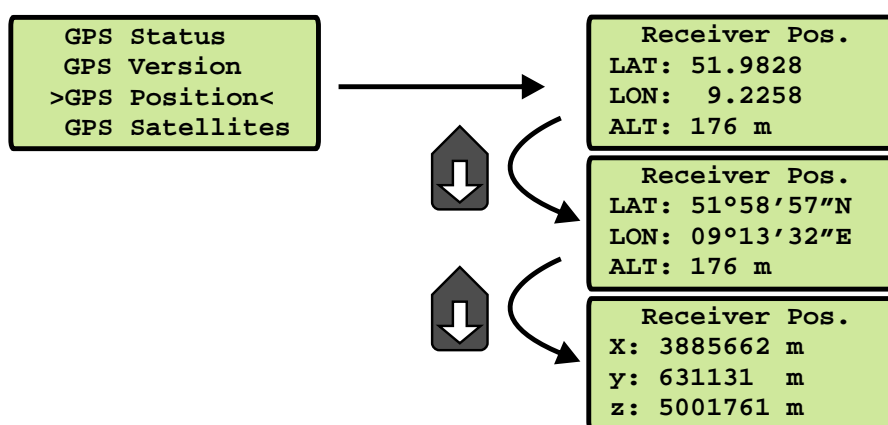 GPS Status
GPS Version
>GPS Position<
GPS Satellites
Receiver Pos.
LAT: 51.9828
LON: 9.2258
ALT: 176 m
Receiver Pos.
LAT: 51°58’57”N
LON: 09°13’32”E
ALT: 176 m
Receiver Pos.
X: 3885662 m
y: 631131 m
z: 5001761 m